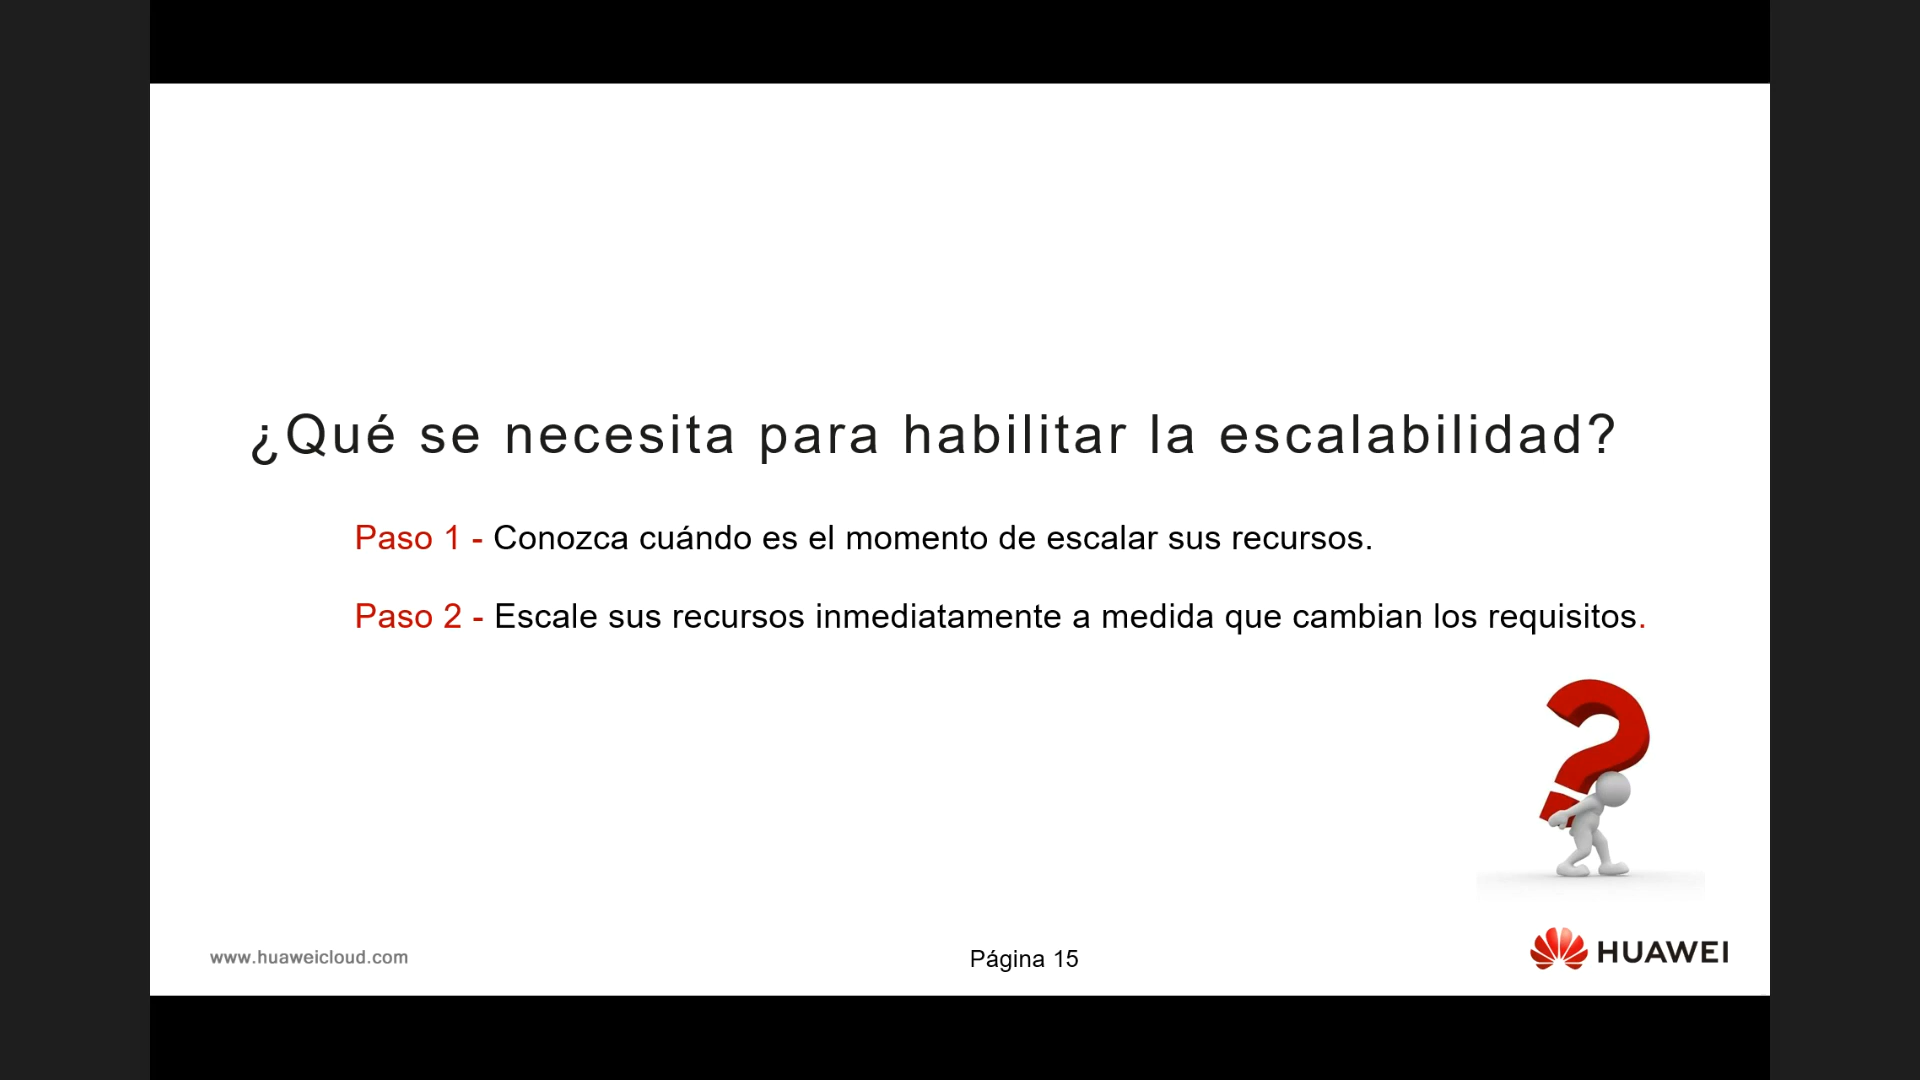 ¿Qué se necesita para habilitar la escalabilidad?
Paso 1 - Conozca cuándo es el momento de escalar sus recursos.
Paso 2 - Escale sus recursos inmediatamente a medida que cambian los requisitos.
www.huaweicloud.com
Página 15
HUAWEI